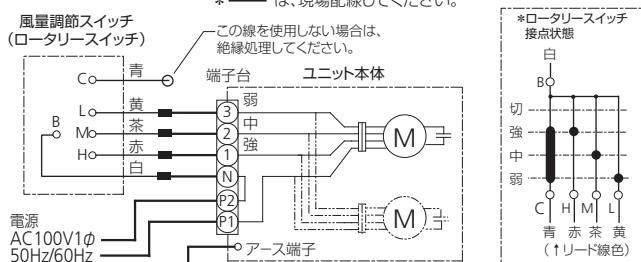 *━━ は、現場配線してください。
風量調節スイッチ
(ロータリースイッチ)
この線を使用しない場合は、
絶縁処理してください。
C 青
端子台
ユニット本体
L 黄 3 弱
B M 茶 2 中
H 赤 1 強
白 N
P2
P1
M
M
電源
AC100V1φ
50Hz/60Hz
アース端子
*ロータリースイッチ
接点状態
白
B
切
強
中
弱
C H M L
青 赤 茶 黄
(↑リード線色)